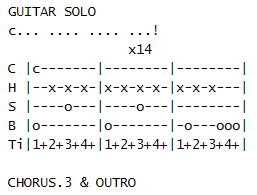 GUITAR SOLO
c... .... .... ...!
x14
C |c-------|--------|--------|
H |--x-x-x-|--x-x-x-|x-x-x---|
S |----o---|----o---|--------|
B |o-------|o-------|-o---ooo|
Ti|1+2+3+4+|1+2+3+4+|1+2+3+4+|
CHORUS.3 & OUTRO